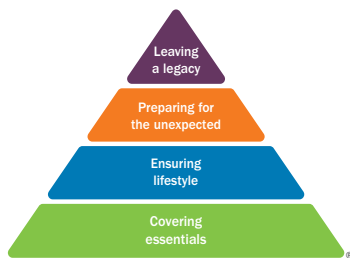 Leaving
a legacy
Preparing for
the unexpected
Ensuring
lifestyle
Covering
essentials
®